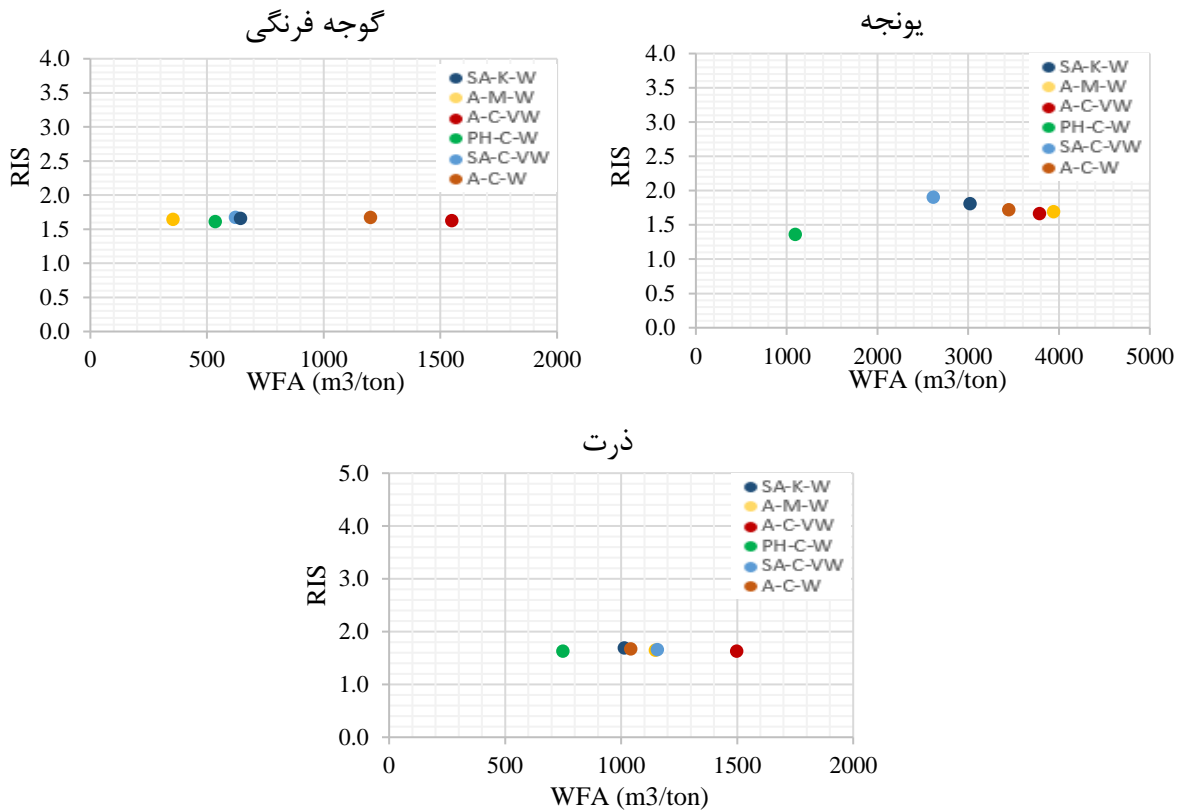 گوجه فرنگی
RIS
4.0
3.5
3.0
2.5
2.0
1.5
1.0
0.5
0.0
SA-K-W
A-M-W
A-C-VW
PH-C-W
SA-C-VW
A-C-W
0 500 1000 1500 2000
WFA (m3/ton)
یونجه
RIS
4.0
3.5
3.0
2.5
2.0
1.5
1.0
0.5
0.0
SA-K-W
A-M-W
A-C-VW
PH-C-W
SA-C-VW
A-C-W
0 1000 2000 3000 4000 5000
WFA (m3/ton)
ذرت
RIS
5.0
4.0
3.0
2.0
1.0
0.0
SA-K-W
A-M-W
A-C-VW
PH-C-W
SA-C-VW
A-C-W
0 500 1000 1500 2000
WFA (m3/ton)